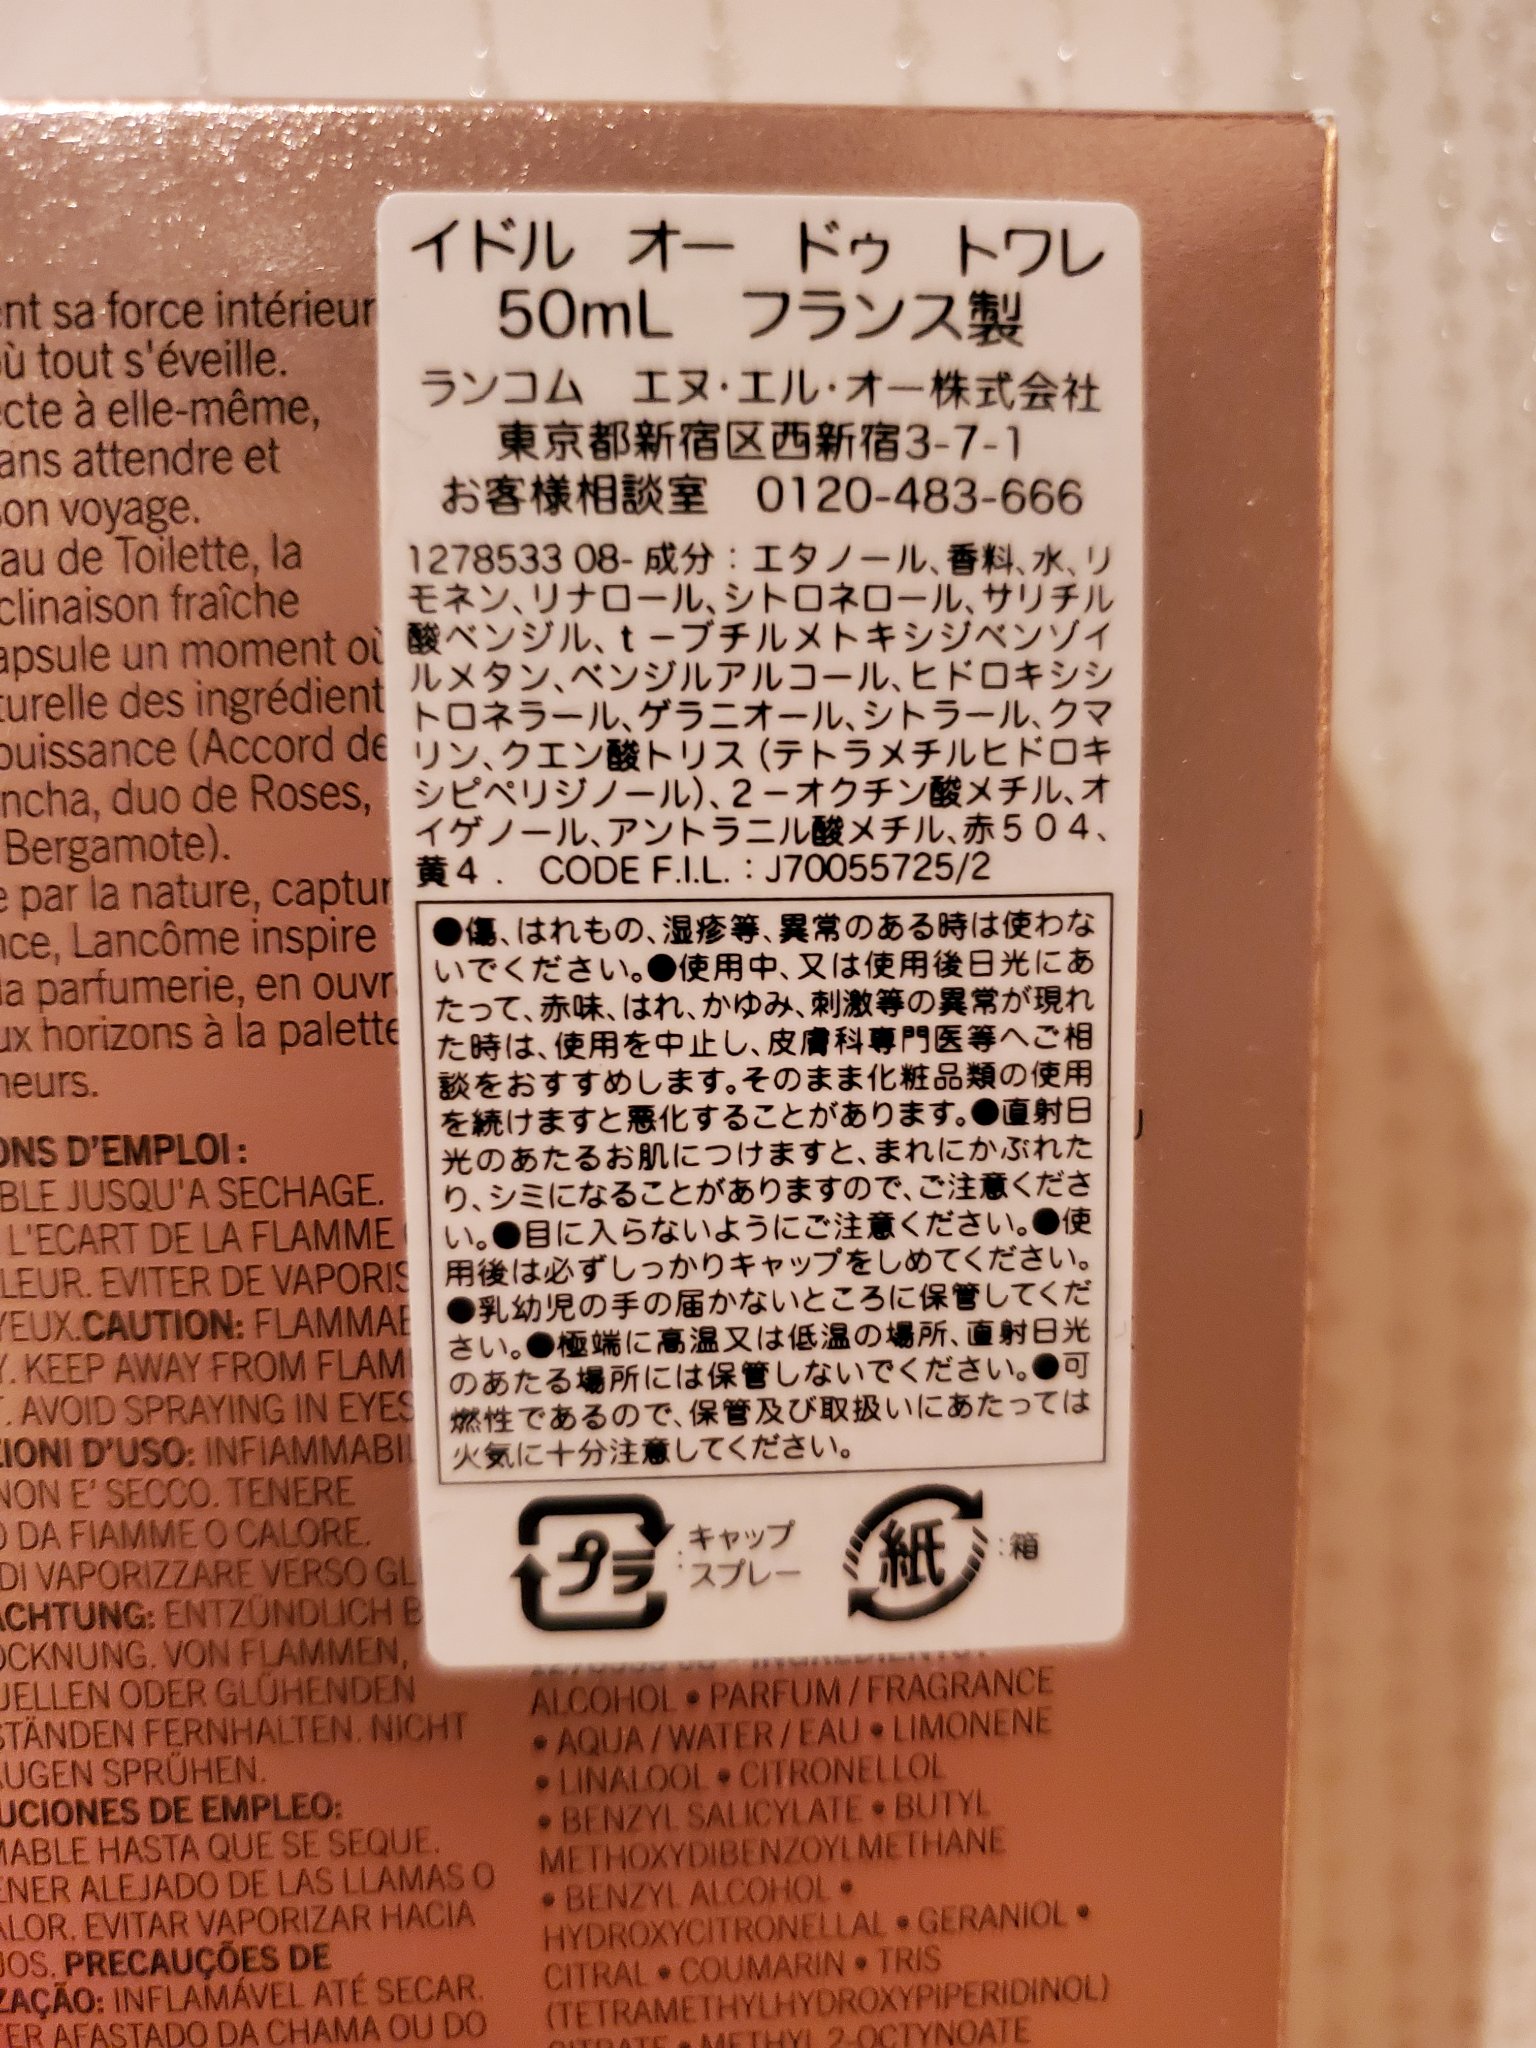 イドル オー ドゥ トワレ
50mL フランス製
ランコム エヌ・エル・オー株式会社
東京都新宿区西新宿3-7-1
お客様相談室 0120-483-666
1278533 08- 成分：エタノール、香料、水、リ
モネン、リナロール、シトロネロール、サリチル
酸ベンジル、t－ブチルメトキシジベンゾイ
ルメタン、ベンジルアルコール、ヒドロキシシ
トロネラール、ゲラニオール、シトラール、クマ
リン、クエン酸トリス（テトラメチルヒドロキ
シピペリジノール）、2－オクチン酸メチル、オ
イゲノール、アントラニル酸メチル、赤504、
黄4． CODE F.I.L.：J70055725/2
●傷、はれもの、湿疹等、異常のある時は使わな
いでください。●使用中、又は使用後日光にあ
たって、赤味、はれ、かゆみ、刺激等の異常が現れ
た時は、使用を中止し、皮膚科専門医等へご相
談をおすすめします。そのまま化粧品類の使用
を続けますと悪化することがあります。●直射日
光のあたるお肌につけますと、まれにかぶれた
り、シミになることがありますので、ご注意くださ
い。●目に入らないようにご注意ください。●使
用後は必ずしっかりキャップをしめてください。
●乳幼児の手の届かないところに保管してくだ
さい。●極端に高温又は低温の場所、直射日光
のあたる場所には保管しないでください。●可
燃性であるので、保管及び取扱いにあたっては
火気に十分注意してください。
プラ : キャップ
スプレー
紙 : 箱
ent sa force intérieur
où tout s'éveille.
ecte à elle-même,
ans attendre et
son voyage.
au de Toilette, la
clinaison fraîche
apsule un moment où
turelle des ingrédient
puissance (Accord de
ncha, duo de Roses,
Bergamote).
e par la nature, captur
nce, Lancôme inspire
la parfumerie, en ouvr
ux horizons à la palette
neurs.
ONS D'EMPLOI :
BLE JUSQU'A SECHAGE.
L'ECART DE LA FLAMME
LEUR. EVITER DE VAPORIS
YEUX. CAUTION: FLAMMAB
Y. KEEP AWAY FROM FLAM
T. AVOID SPRAYING IN EYES
ZIONI D'USO: INFIAMMABIL
NON E' SECCO. TENERE
O DA FIAMME O CALORE.
DI VAPORIZZARE VERSO GL
ACHTUNG: ENTZÜNDLICH B
OCKNUNG. VON FLAMMEN,
UELLEN ODER GLÜHENDEN
STÄNDEN FERNHALTEN. NICHT
AUGEN SPRÜHEN.
UCIONES DE EMPLEO:
MABLE HASTA QUE SE SEQUE.
ENER ALEJADO DE LAS LLAMAS O
ALOR. EVITAR VAPORIZAR HACIA
JOS. PRECAUÇÕES DE
ZAÇÃO: INFLAMÁVEL ATÉ SECAR.
TER AFASTADO DA CHAMA OU DO
ALCOHOL • PARFUM / FRAGRANCE
• AQUA / WATER / EAU • LIMONENE
• LINALOOL • CITRONELLOL
• BENZYL SALICYLATE • BUTYL
METHOXYDIBENZOYLMETHANE
• BENZYL ALCOHOL •
HYDROXYCITRONELLAL • GERANIOL •
CITRAL • COUMARIN • TRIS
(TETRAMETHYLHYDROXYPIPERIDINOL)
CITRATE • METHYL 2-OCTYNOATE